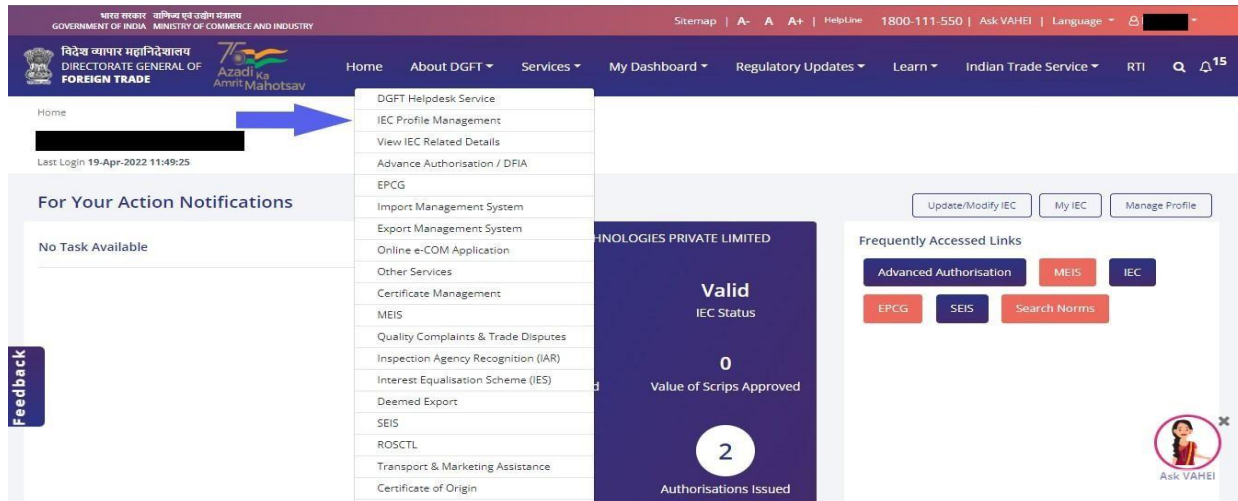 भारत सरकार वाणिज्य एवं उद्योग मंत्रालय
GOVERNMENT OF INDIA MINISTRY OF COMMERCE AND INDUSTRY
Sitemap | A- A A+ | HelpLine 1800-111-550 | Ask VAHEI | Language
विदेश व्यापार महानिदेशालय
DIRECTORATE GENERAL OF
FOREIGN TRADE
75
Azadi Ka
Amrit Mahotsav
Home About DGFT Services My Dashboard Regulatory Updates Learn Indian Trade Service RTI 15
Home
Last Login 19-Apr-2022 11:49:25
DGFT Helpdesk Service
IEC Profile Management
View IEC Related Details
Advance Authorisation / DFIA
EPCG
Import Management System
Export Management System
Online e-COM Application
Other Services
Certificate Management
MEIS
Quality Complaints & Trade Disputes
Inspection Agency Recognition (IAR)
Interest Equalisation Scheme (IES)
Deemed Export
SEIS
ROSCTL
Transport & Marketing Assistance
Certificate of Origin
For Your Action Notifications
Update/Modify IEC My IEC Manage Profile
No Task Available
HNOLOGIES PRIVATE LIMITED
Valid
IEC Status
0
d Value of Scrips Approved
2
Authorisations Issued
Frequently Accessed Links
Advanced Authorisation MEIS IEC
EPCG SEIS Search Norms
Feedback
Ask VAHEI